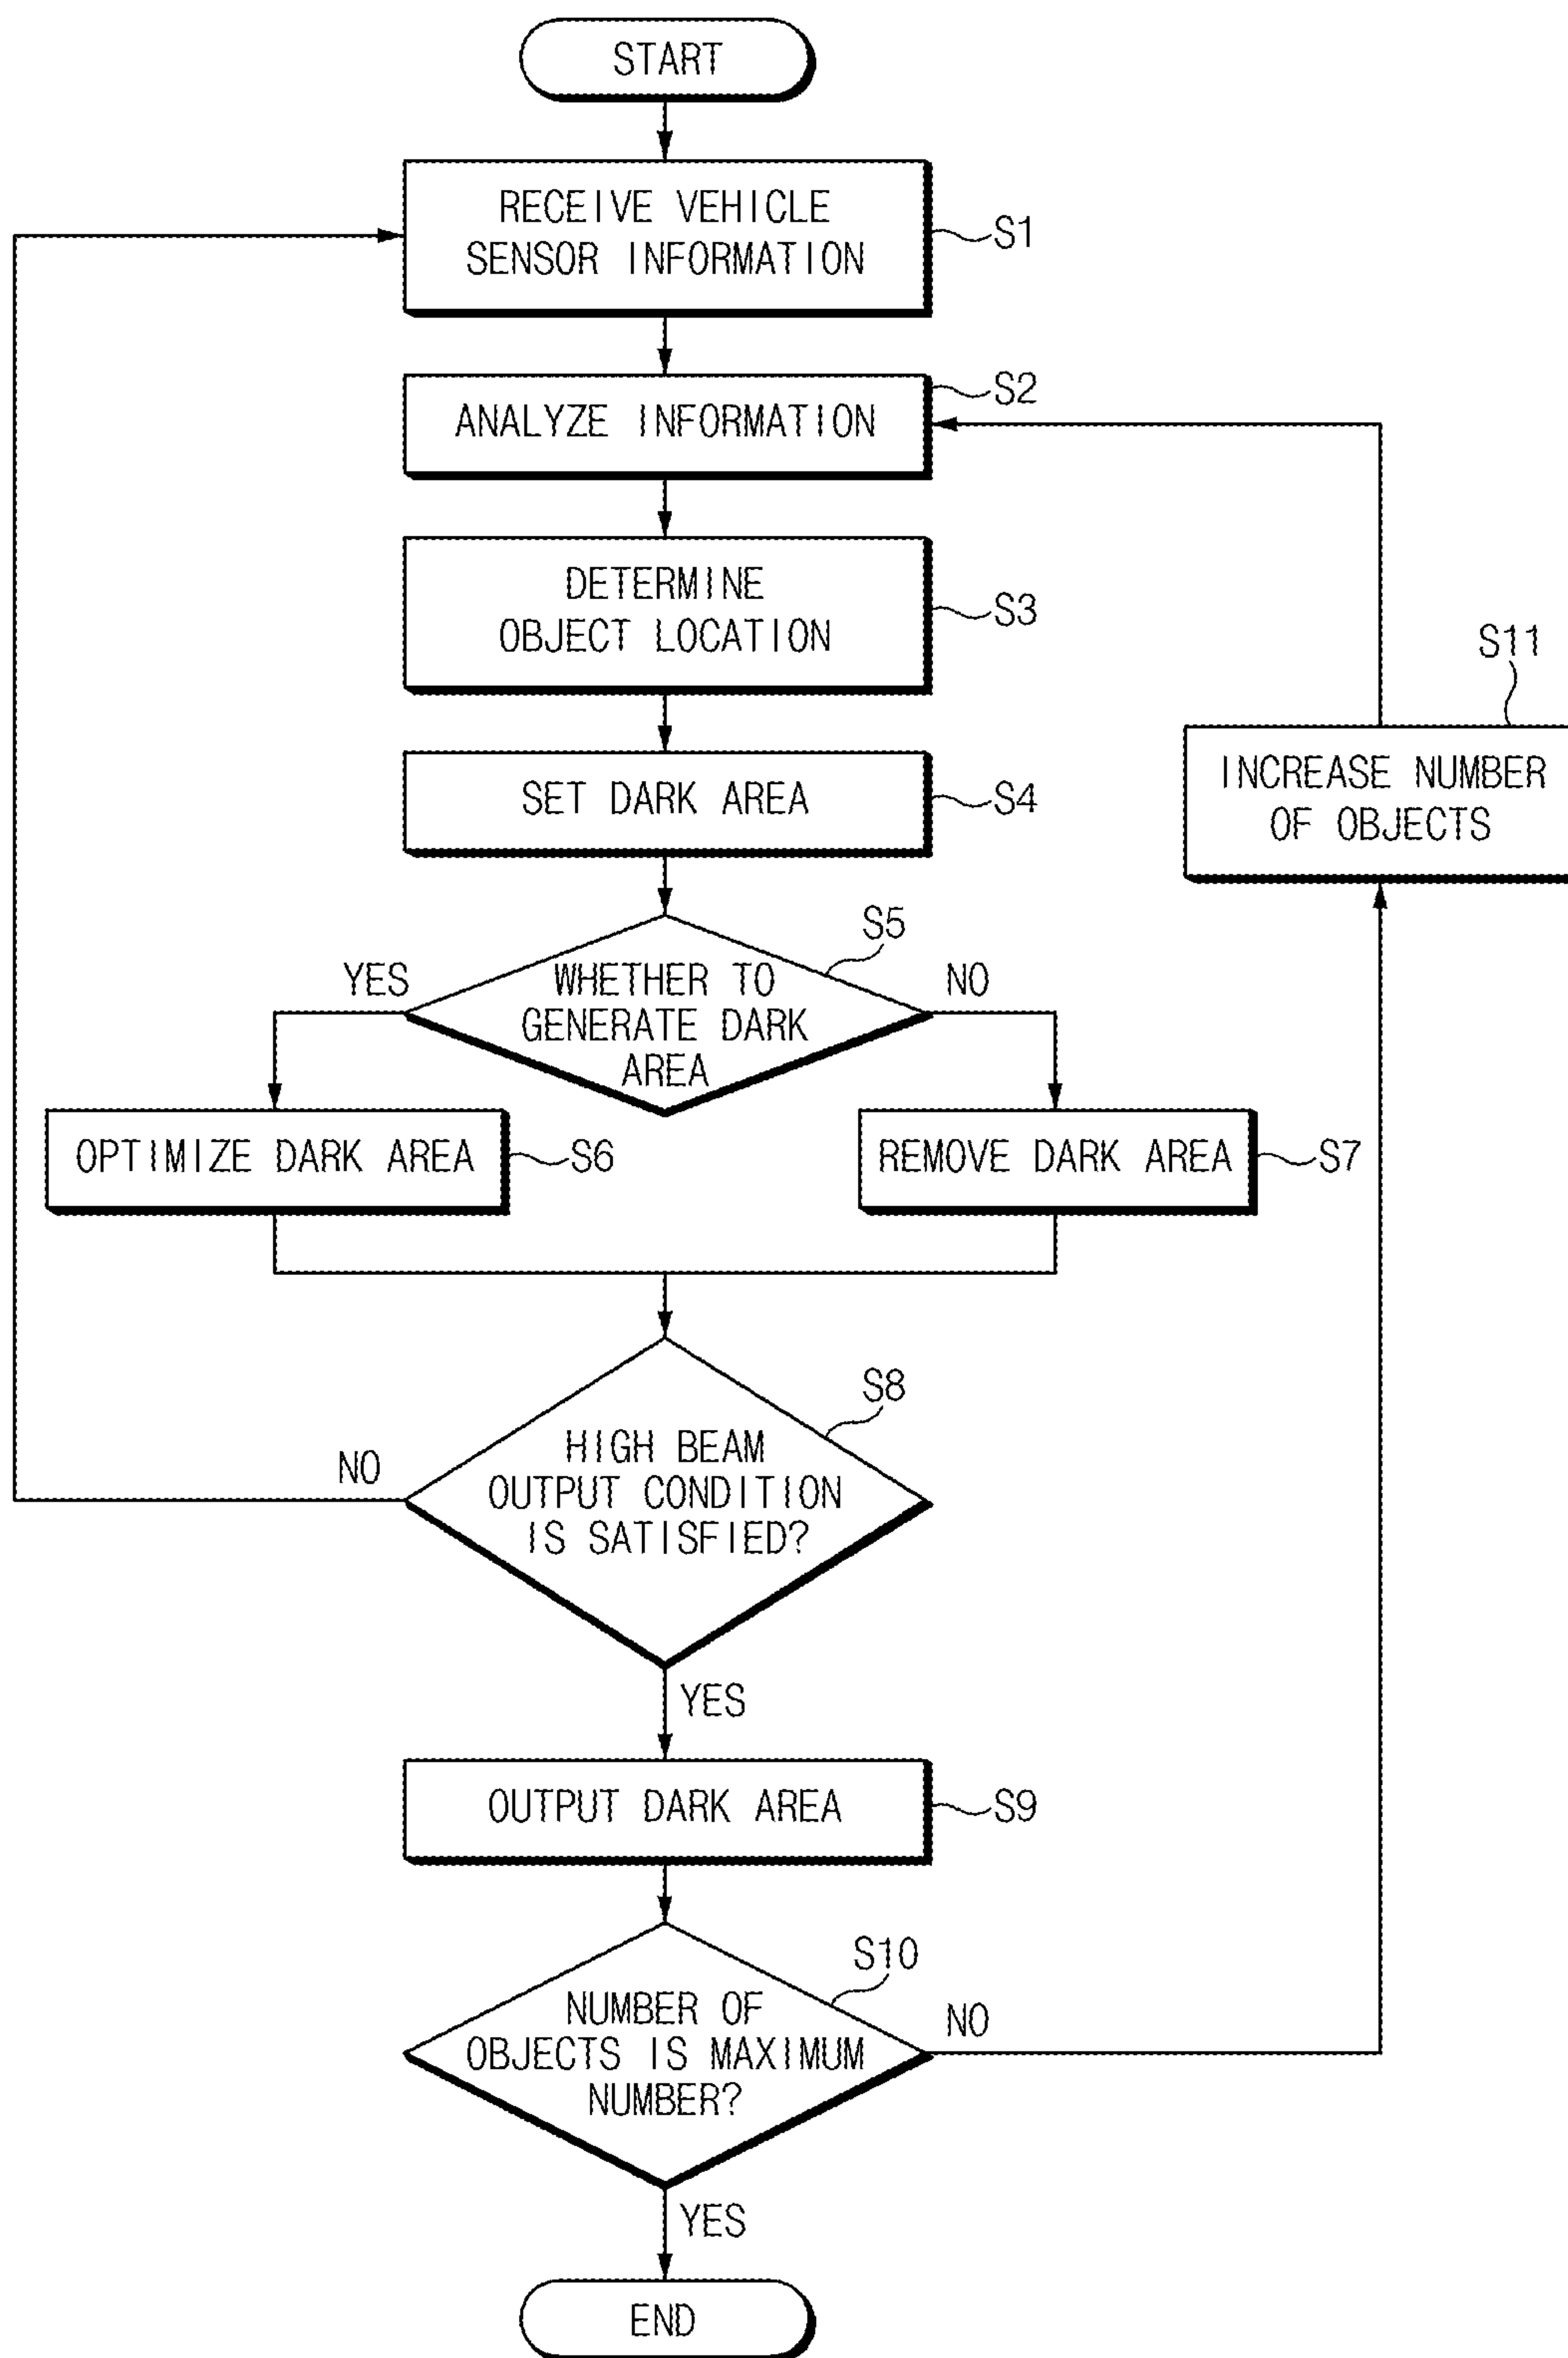 START
RECEIVE VEHICLE
SENSOR INFORMATION
S1
ANALYZE INFORMATION
S2
DETERMINE
OBJECT LOCATION
S3
S11
INCREASE NUMBER
OF OBJECTS
SET DARK AREA
S4
S5
YES
WHETHER TO
GENERATE DARK
AREA
NO
OPTIMIZE DARK AREA
S6
REMOVE DARK AREA
S7
S8
NO
HIGH BEAM
OUTPUT CONDITION
IS SATISFIED?
YES
OUTPUT DARK AREA
S9
S10
NUMBER OF
OBJECTS IS MAXIMUM
NUMBER?
NO
YES
END